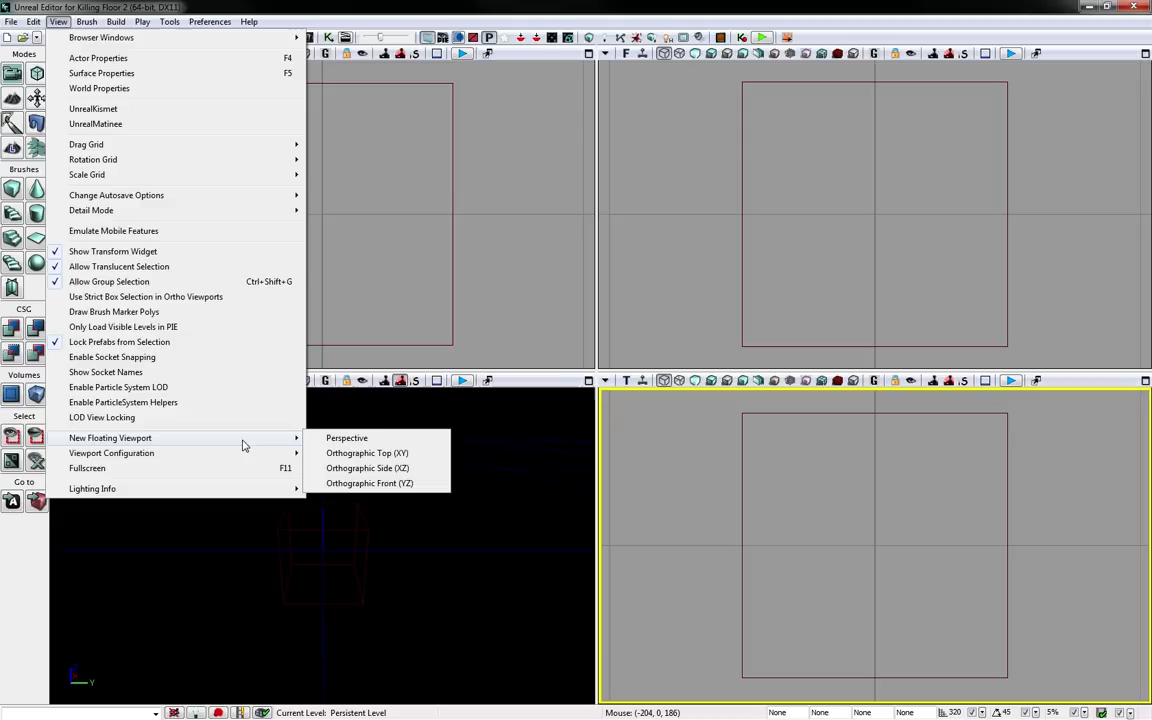 Unreal Editor for Killing Floor 2 (64-bit, DX11)
File Edit View Brush Build Play Tools Preferences Help
Modes
Brushes
CSG
Volumes
Select
Go to
Browser Windows
Actor Properties F4
Surface Properties F5
World Properties
UnrealKismet
UnrealMatinee
Drag Grid
Rotation Grid
Scale Grid
Change Autosave Options
Detail Mode
Emulate Mobile Features
Show Transform Widget
Allow Translucent Selection
Allow Group Selection Ctrl+Shift+G
Use Strict Box Selection in Ortho Viewports
Draw Brush Marker Polys
Only Load Visible Levels in PIE
Lock Prefabs from Selection
Enable Socket Snapping
Show Socket Names
Enable Particle System LOD
Enable ParticleSystem Helpers
LOD View Locking
New Floating Viewport
Viewport Configuration
Fullscreen F11
Lighting Info
Perspective
Orthographic Top (XY)
Orthographic Side (XZ)
Orthographic Front (YZ)
P
G S
F G S
G S
T G S
Y
Current Level: Persistent Level
Mouse: (-204, 0, 186)
None None None None 320 45 5%